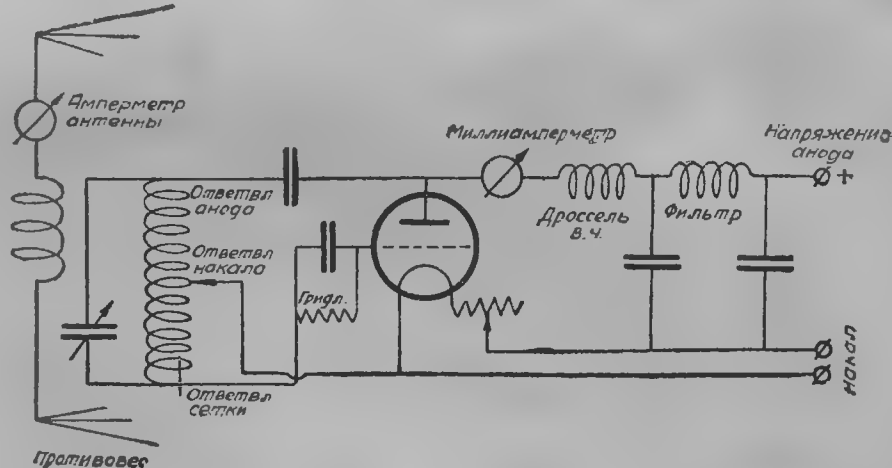 Амперметр
антенны
Миллиамперметр
Напряжение
анода
+
Ответвл
анода
Дроссель
в.ч.
Фильтр
Ответвл
накала
Гридл.
накал
Ответвл
сетки
Противовес